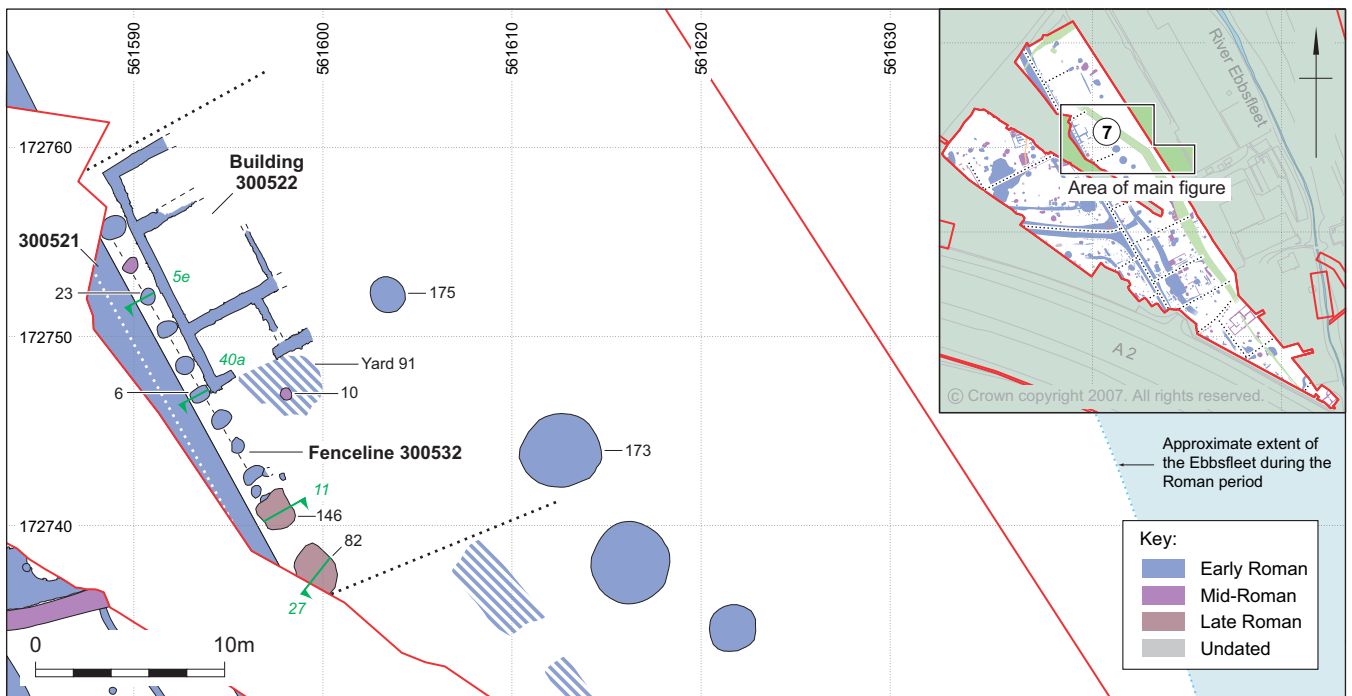 561590
561600
561610
561620
561630
172760
172750
172740
Building
300522
300521
23
5e
175
40a
Yard 91
6
10
Fenceline 300532
173
11
146
82
27
0
10m
River Ebbsfleet
7
Area of main figure
A 2
© Crown copyright 2007. All rights reserved.
Approximate extent of
the Ebbsfleet during the
Roman period
Key:
Early Roman
Mid-Roman
Late Roman
Undated